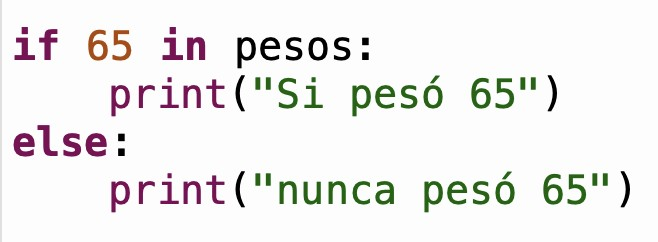 if 65 in pesos:
    print("Si pesó 65")
else:
    print("nunca pesó 65")